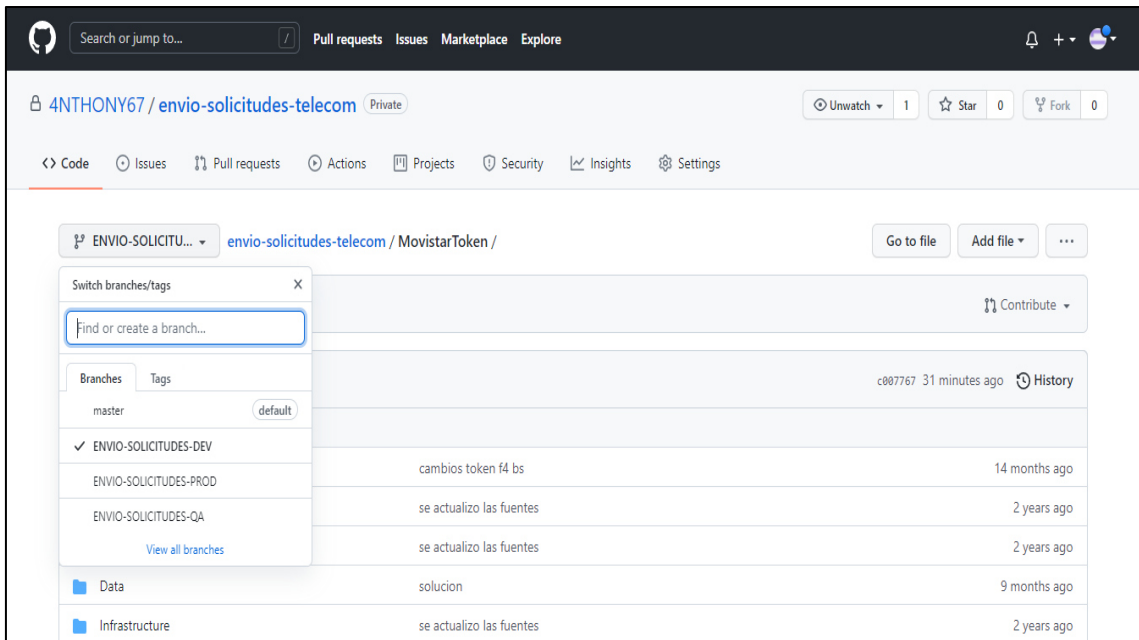 Search or jump to... / Pull requests Issues Marketplace Explore
4NTHONY67 / envio-solicitudes-telecom Private Unwatch 1 Star 0 Fork 0
<> Code Issues Pull requests Actions Projects Security Insights Settings
ENVIO-SOLICITU... envio-solicitudes-telecom / MovistarToken / Go to file Add file ...
Switch branches/tags X
Contribute
Find or create a branch...
Branches Tags
c007767 31 minutes ago History
master default
ENVIO-SOLICITUDES-DEV
cambios token f4 bs 14 months ago
ENVIO-SOLICITUDES-PROD
se actualizo las fuentes 2 years ago
ENVIO-SOLICITUDES-QA
View all branches se actualizo las fuentes 2 years ago
Data solucion 9 months ago
Infrastructure se actualizo las fuentes 2 years ago